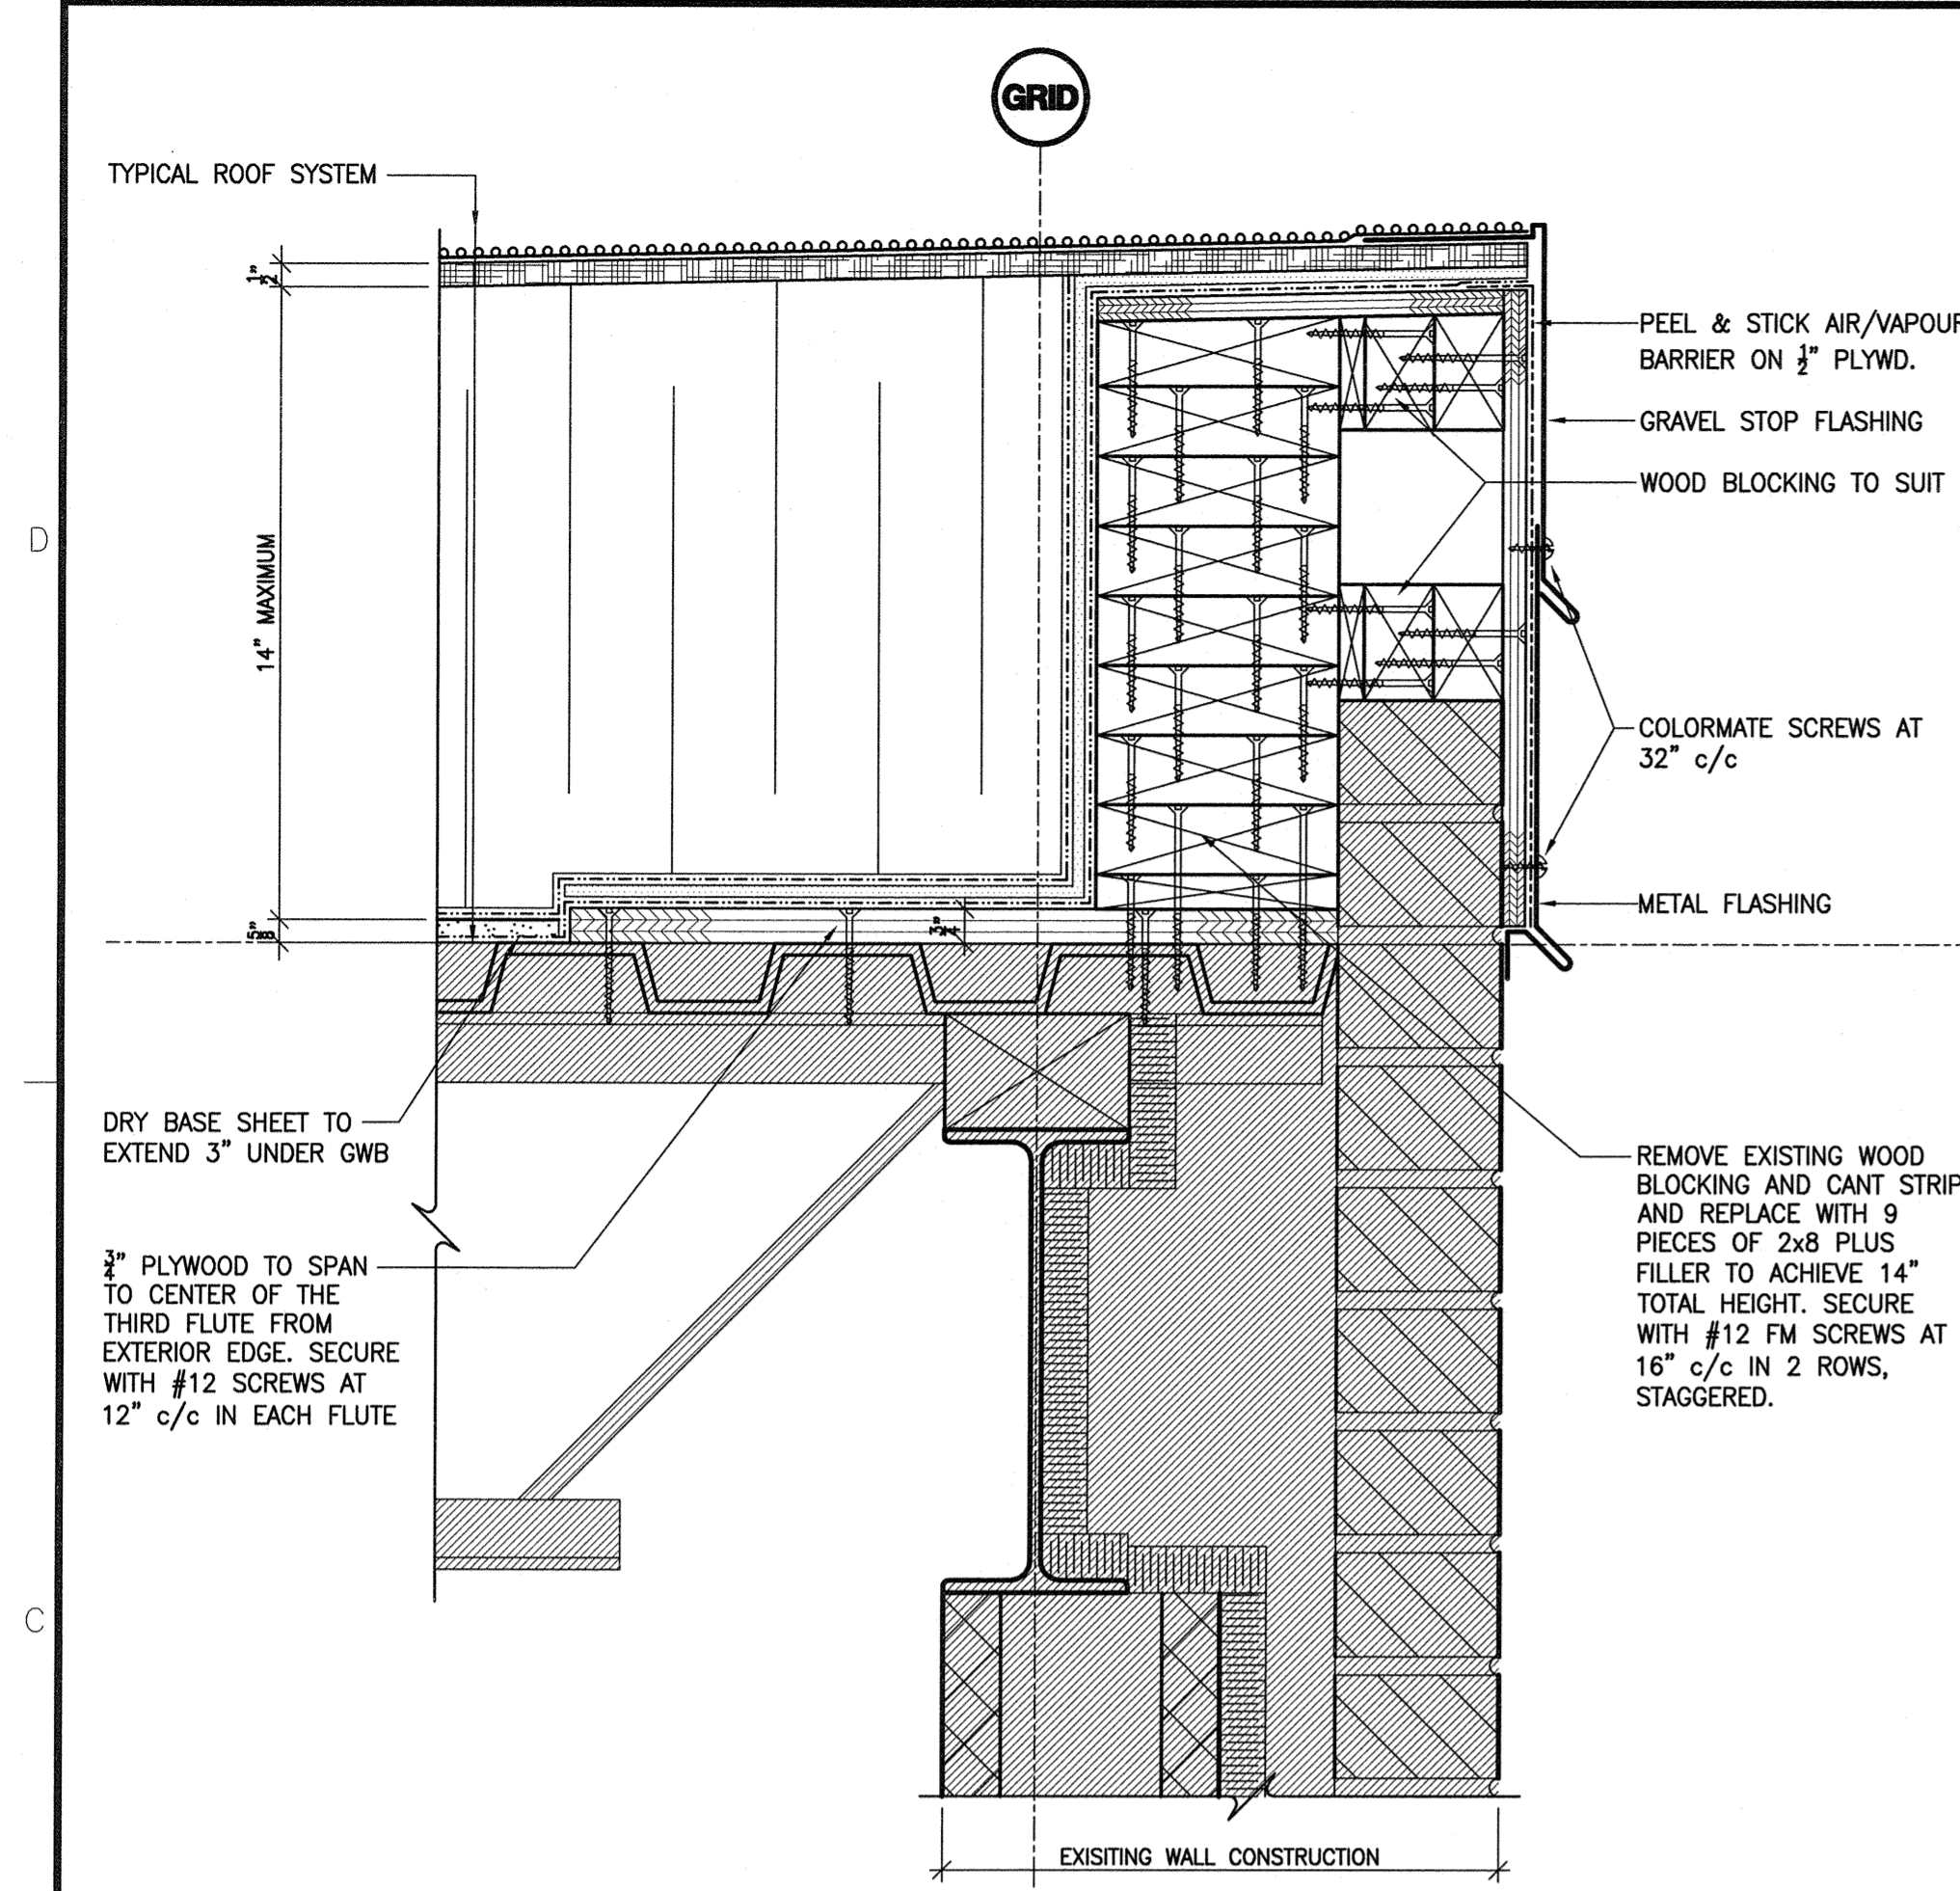 GRID
TYPICAL ROOF SYSTEM
1/2"
PEEL & STICK AIR/VAPOUR
BARRIER ON 1/2" PLYWD.
GRAVEL STOP FLASHING
WOOD BLOCKING TO SUIT
D
14" MAXIMUM
COLORMATE SCREWS AT
32" c/c
METAL FLASHING
5/8"
3/4"
DRY BASE SHEET TO
EXTEND 3" UNDER GWB
REMOVE EXISTING WOOD
BLOCKING AND CANT STRIP
AND REPLACE WITH 9
PIECES OF 2x8 PLUS
FILLER TO ACHIEVE 14"
TOTAL HEIGHT. SECURE
WITH #12 FM SCREWS AT
16" c/c IN 2 ROWS,
STAGGERED.
3/4" PLYWOOD TO SPAN
TO CENTER OF THE
THIRD FLUTE FROM
EXTERIOR EDGE. SECURE
WITH #12 SCREWS AT
12" c/c IN EACH FLUTE
C
EXISITING WALL CONSTRUCTION